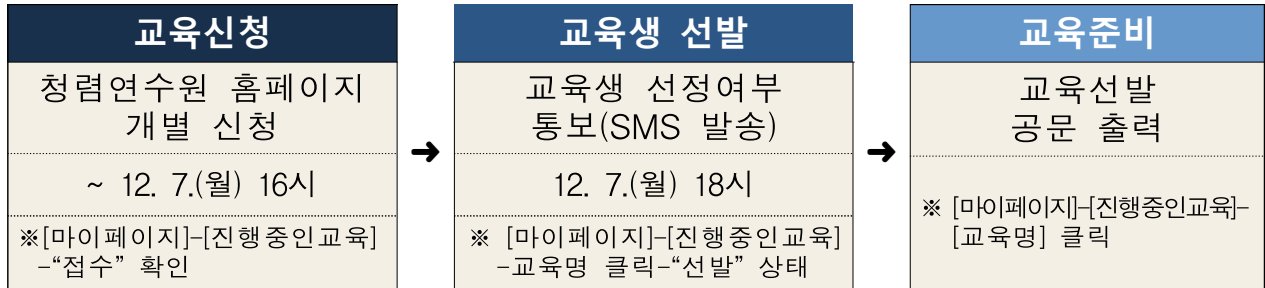 교육신청
청렴연수원 홈페이지
개별 신청
~ 12. 7.(월) 16시
※[마이페이지]-[진행중인교육]
-“접수” 확인
➜
교육생 선발
교육생 선정여부
통보(SMS 발송)
12. 7.(월) 18시
※ [마이페이지]-[진행중인교육]
-교육명 클릭-“선발” 상태
➜
교육준비
교육선발
공문 출력
※ [마이페이지]-[진행중인교육]-
[교육명] 클릭